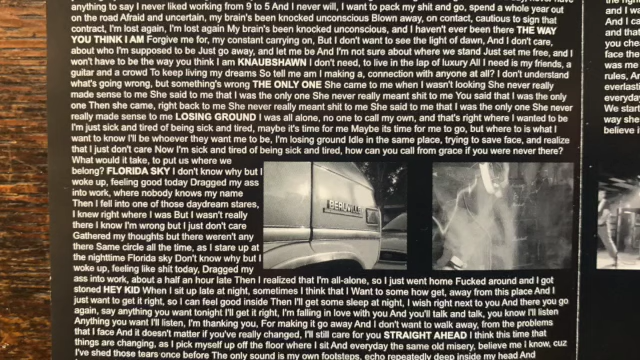 anything to say I never liked working from 9 to 5 And I never will, I want to pack my shit and go, spend a whole year out
on the road Afraid and uncertain, my brain's been knocked unconscious Blown away, on contact, cautious to sign that
contract, I'm lost again, I'm lost again My brain's been knocked unconscious, and I haven't ever been there THE WAY
YOU THINK I AM Forgive me for, my constant carrying on, But I don't want to see the light of dawn, And I don't care,
about who I'm supposed to be Just go away, and let me be And I'm not sure about where we stand Just set me free, and I
won't have to be the way you think I am KNAUBSHAWN I don't need, to live in the lap of luxury All I need is my friends, a
guitar and a crowd To keep living my dreams So tell me am I making a, connection with anyone at all? I don't understand
what's going wrong, but something's wrong THE ONLY ONE She came to me when I wasn't looking She never really
made sense to me She said to me that I was the only one She never really meant shit to me You said that I was the only
one Then she came, right back to me She never really meant shit to me She said to me that I was the only one She never
really made sense to me LOSING GROUND I was all alone, no one to call my own, and that's right where I wanted to be
I'm just sick and tired of being sick and tired, maybe it's time for me Maybe its time for me to go, but where to is what I
want to know I'll be whoever they want me to be, I'm losing ground Idle in the same place, trying to save face, and realize
that I just don't care Now I'm sick and tired of being sick and tired, how can you call from grace if you were never there?
What would it take, to put us where we
belong? FLORIDA SKY I don't know why but I
woke up, feeling good today Dragged my ass
into work, where nobody knows my name
Then I fell into one of those daydream stares,
I knew right where I was But I wasn't really
there I know I'm wrong but I just don't care
Gathered my thoughts but there weren't any
there Same circle all the time, as I stare up at
the nighttime Florida sky Don't know why but I
woke up, feeling like shit today, Dragged my
ass into work, about a half an hour late Then I realized that I'm all-alone, so I just went home Fucked around and I got
stoned HEY KID When I sit up late at night, sometimes I think that I Want to some how get, away from this place And I
just want to get it right, so I can feel good inside Then I'll get some sleep at night, I wish right next to you And there you go
again, say anything you want tonight I'll get it right, I'm falling in love with you And you'll talk and talk, you know I'll listen
Anything you want I'll listen, I'm thanking you, For making it go away And I don't want to walk away, from the problems
that I face And it doesn't matter if you've really changed, I'll still care for you STRAIGHT AHEAD I think this time that
things are changing, as I pick myself up off the floor where I sit And everyday the same old misery, believe me I know, cuz
I've shed those tears once before The only sound is my own footsteps, echo repeatedly deep inside my head And
BEAUVILLE
and I wa
And I ca
and that
you che
face the
was me
rules, An
everlasti
everyda
We start
way she
believe it